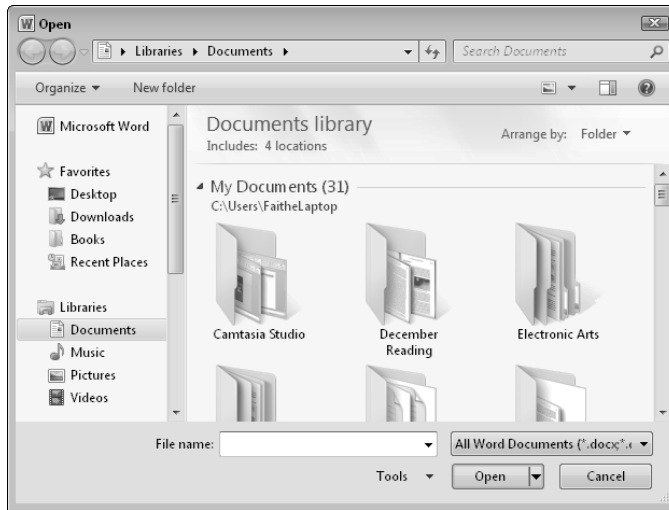 Open
Libraries Documents
Search Documents
Organize New folder
Microsoft Word
Favorites
Desktop
Downloads
Books
Recent Places
Libraries
Documents
Music
Pictures
Videos
Documents library
Includes: 4 locations
Arrange by: Folder
My Documents (31)
C:\Users\FaitheLaptop
Camtasia Studio
December
Reading
Electronic Arts
File name:
All Word Documents (*.docx;*.
Tools Open Cancel